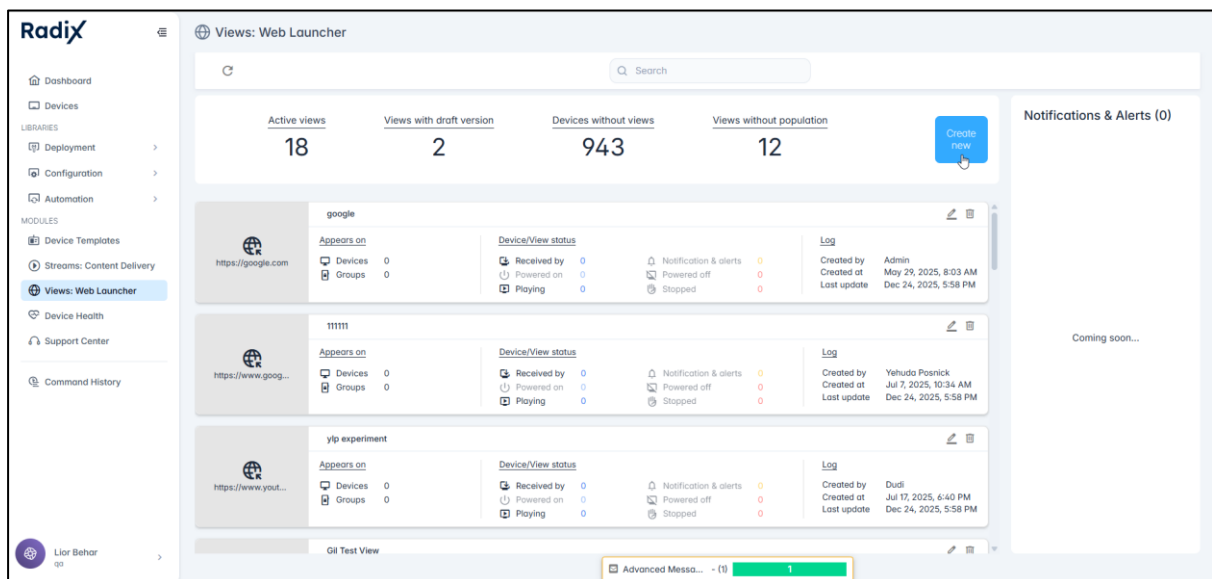 Radix
Dashboard
Devices
LIBRARIES
Deployment
Configuration
Automation
MODULES
Device Templates
Streams: Content Delivery
Views: Web Launcher
Device Health
Support Center
Command History
Lior Behar
qa
Views: Web Launcher
Search
Active views
18
Views with draft version
2
Devices without views
943
Views without population
12
Create
new
Notifications & Alerts (0)
Coming soon...
google
https://google.com
Appears on
Devices 0
Groups 0
Device/View status
Received by 0
Powered on 0
Playing 0
Notification & alerts 0
Powered off 0
Stopped 0
Log
Created by Admin
Created at May 29, 2025, 8:03 AM
Last update Dec 24, 2025, 5:58 PM
111111
https://www.goog...
Appears on
Devices 0
Groups 0
Device/View status
Received by 0
Powered on 0
Playing 0
Notification & alerts 0
Powered off 0
Stopped 0
Log
Created by Yehuda Posnick
Created at Jul 7, 2025, 10:34 AM
Last update Dec 24, 2025, 5:58 PM
ylp experiment
https://www.yout...
Appears on
Devices 0
Groups 0
Device/View status
Received by 0
Powered on 0
Playing 0
Notification & alerts 0
Powered off 0
Stopped 0
Log
Created by Dudi
Created at Jul 17, 2025, 6:40 PM
Last update Dec 24, 2025, 5:58 PM
Gil Test View
Advanced Messa... - (1) 1